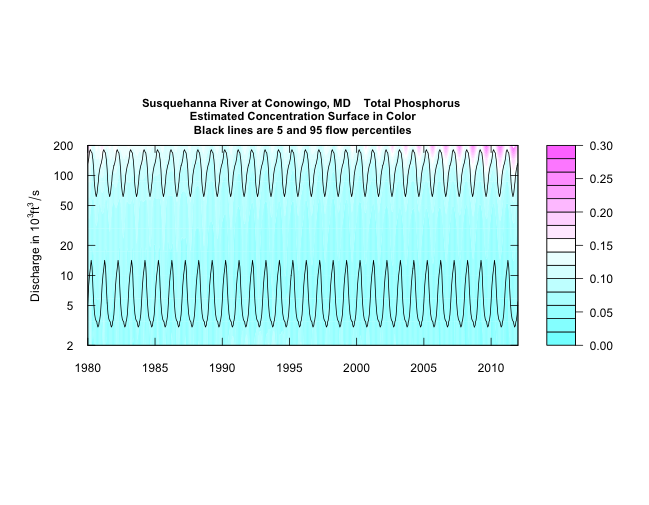 Susquehanna River at Conowingo, MD Total Phosphorus
Estimated Concentration Surface in Color
Black lines are 5 and 95 flow percentiles
Discharge in 10³ft³/s
200
100
50
20
10
5
2
1980 1985 1990 1995 2000 2005 2010
0.30
0.25
0.20
0.15
0.10
0.05
0.00